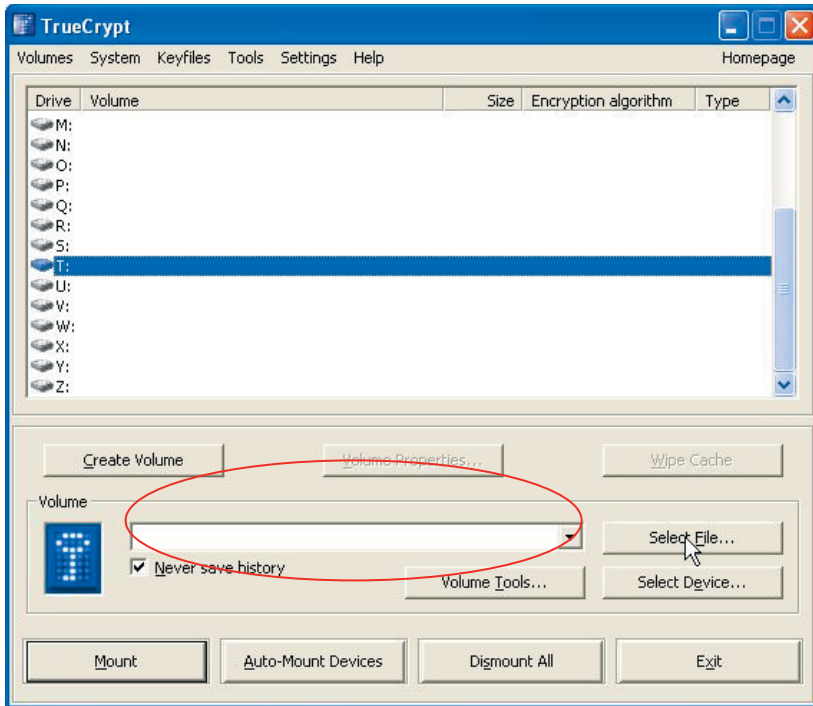 TrueCrypt
Volumes System Keyfiles Tools Settings Help Homepage
Drive Volume Size Encryption algorithm Type
M:
N:
O:
P:
Q:
R:
S:
T:
U:
V:
W:
X:
Y:
Z:
Create Volume Volume Properties... Wipe Cache
Volume
Select File...
Never save history
Volume Tools... Select Device...
Mount Auto-Mount Devices Dismount All Exit